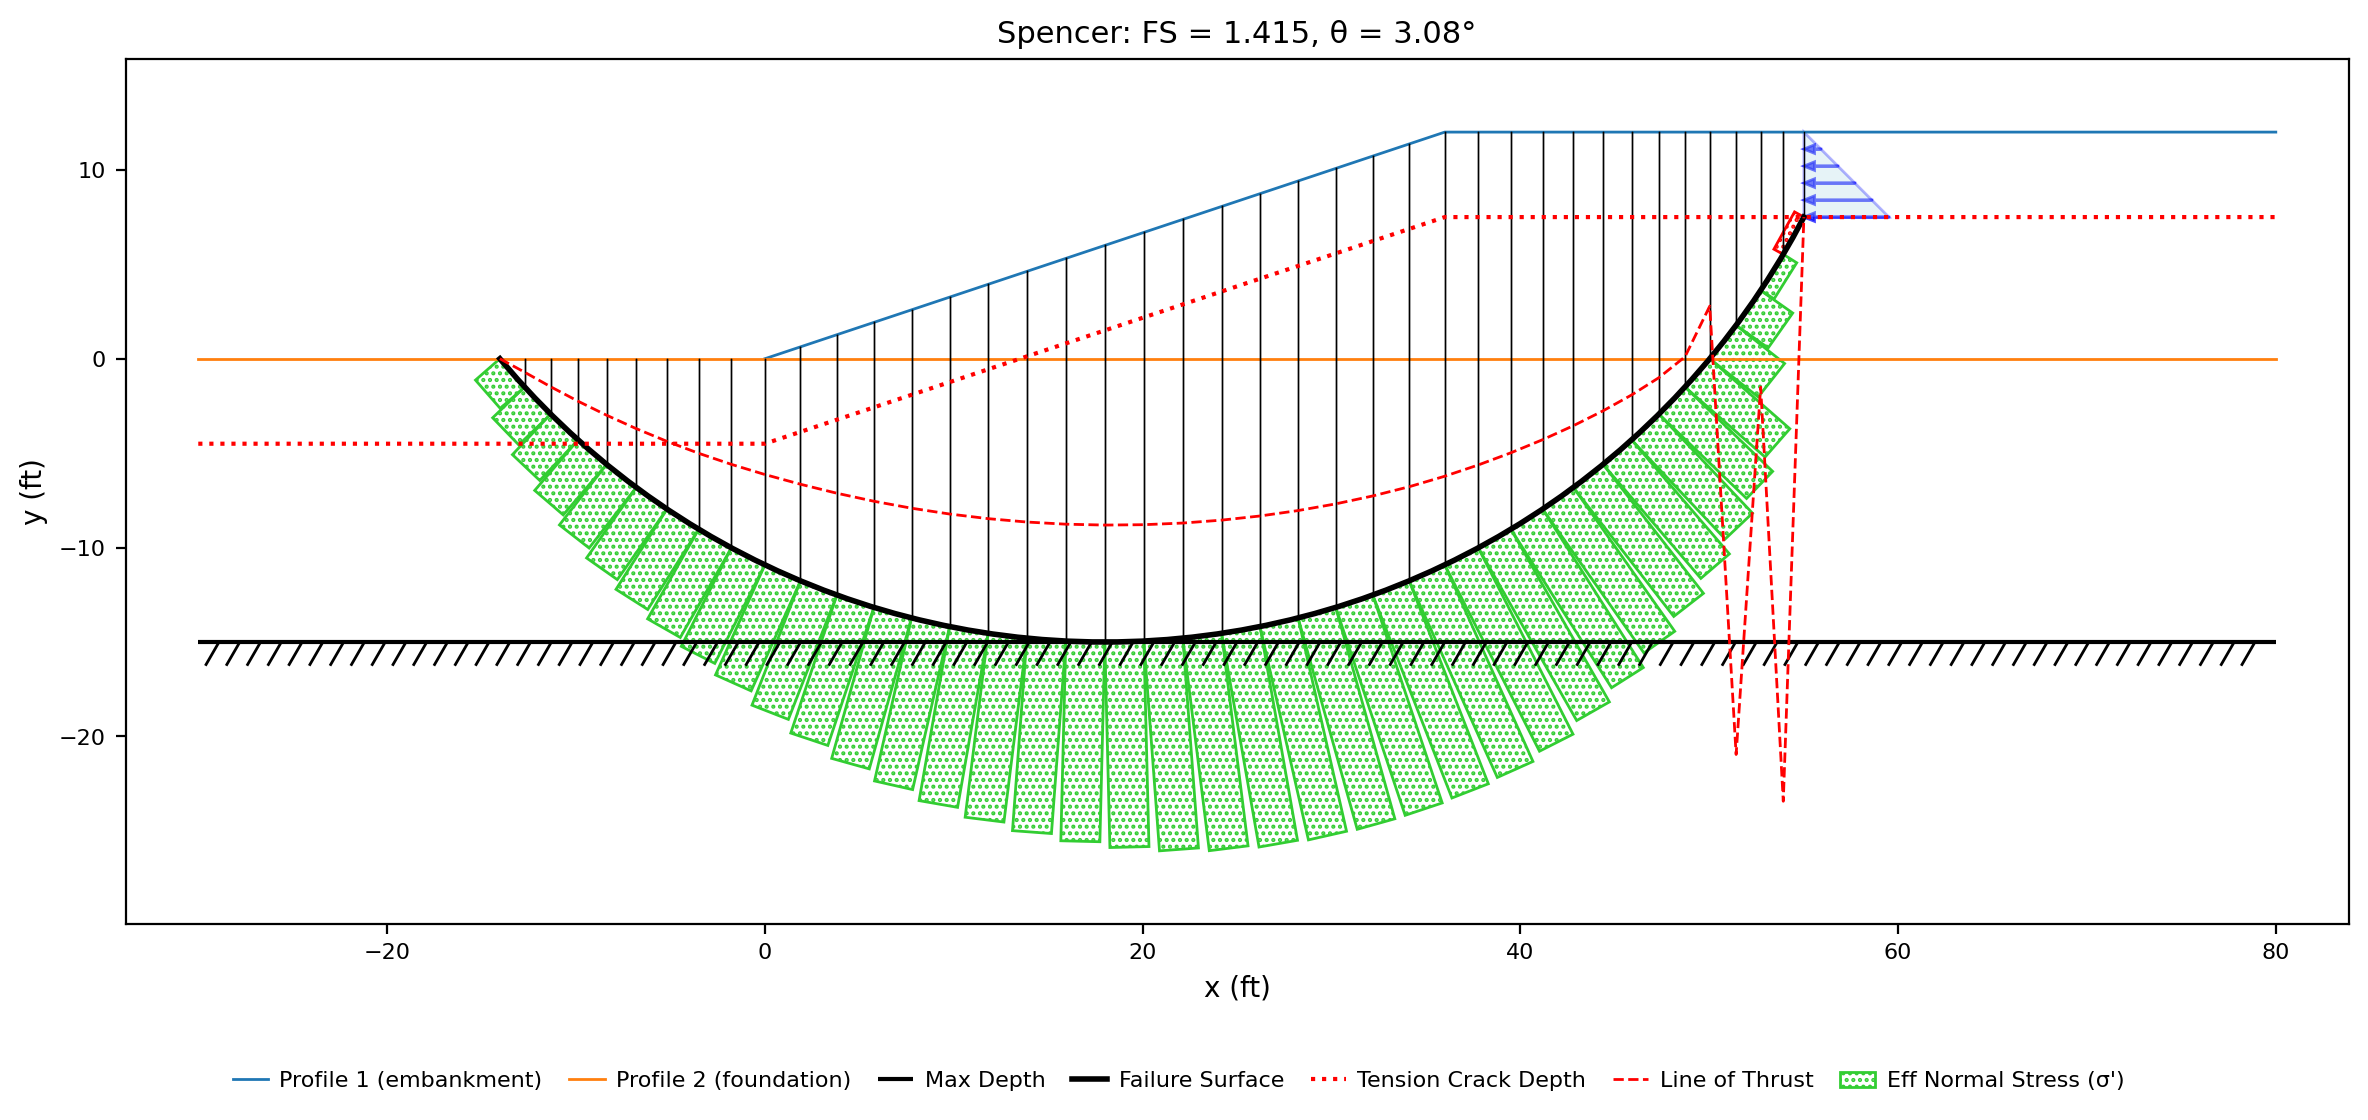 Spencer: FS = 1.415, θ = 3.08°
y (ft)
10
0
−10
−20
−20
0
20
40
60
80
x (ft)
Profile 1 (embankment)
Profile 2 (foundation)
Max Depth
Failure Surface
Tension Crack Depth
Line of Thrust
Eff Normal Stress (σ')